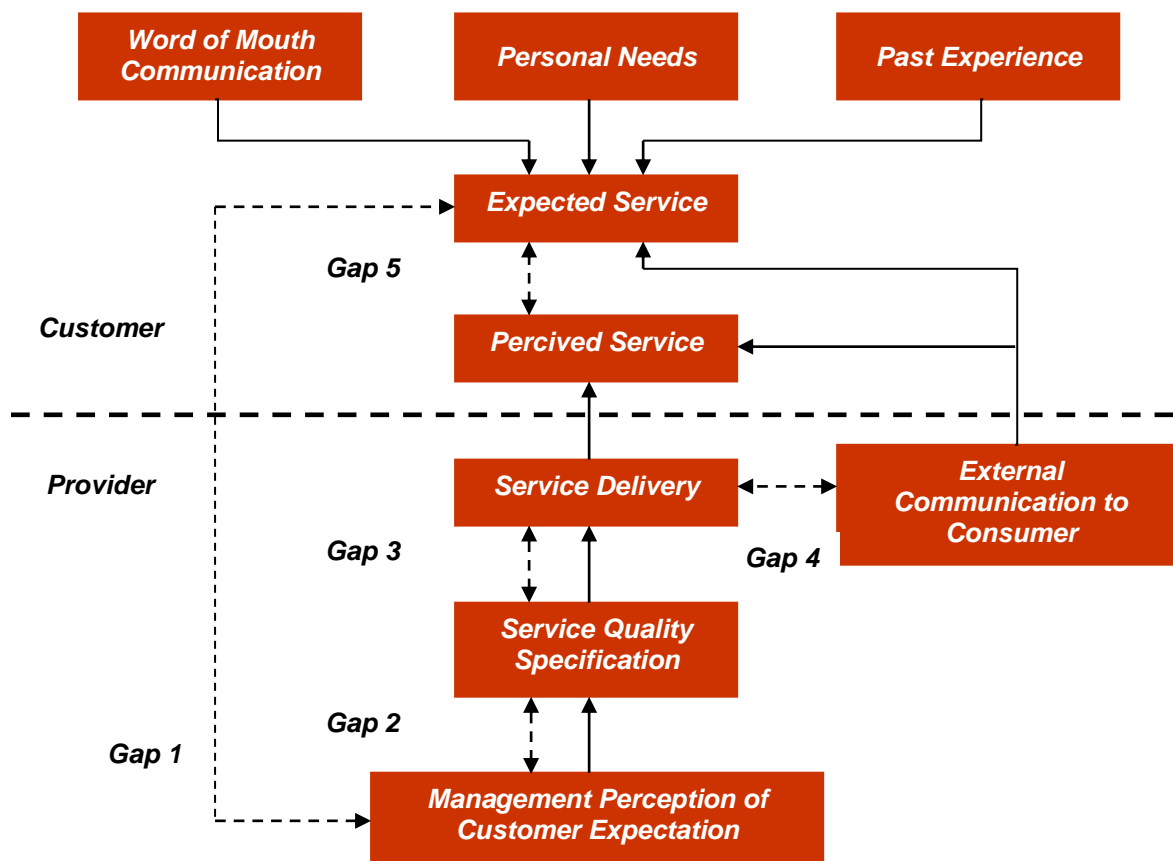 Word of Mouth
Communication
Personal Needs
Past Experience
Expected Service
Gap 5
Customer
Percived Service
Provider
Service Delivery
External
Communication to
Consumer
Gap 3
Gap 4
Service Quality
Specification
Gap 2
Gap 1
Management Perception of
Customer Expectation